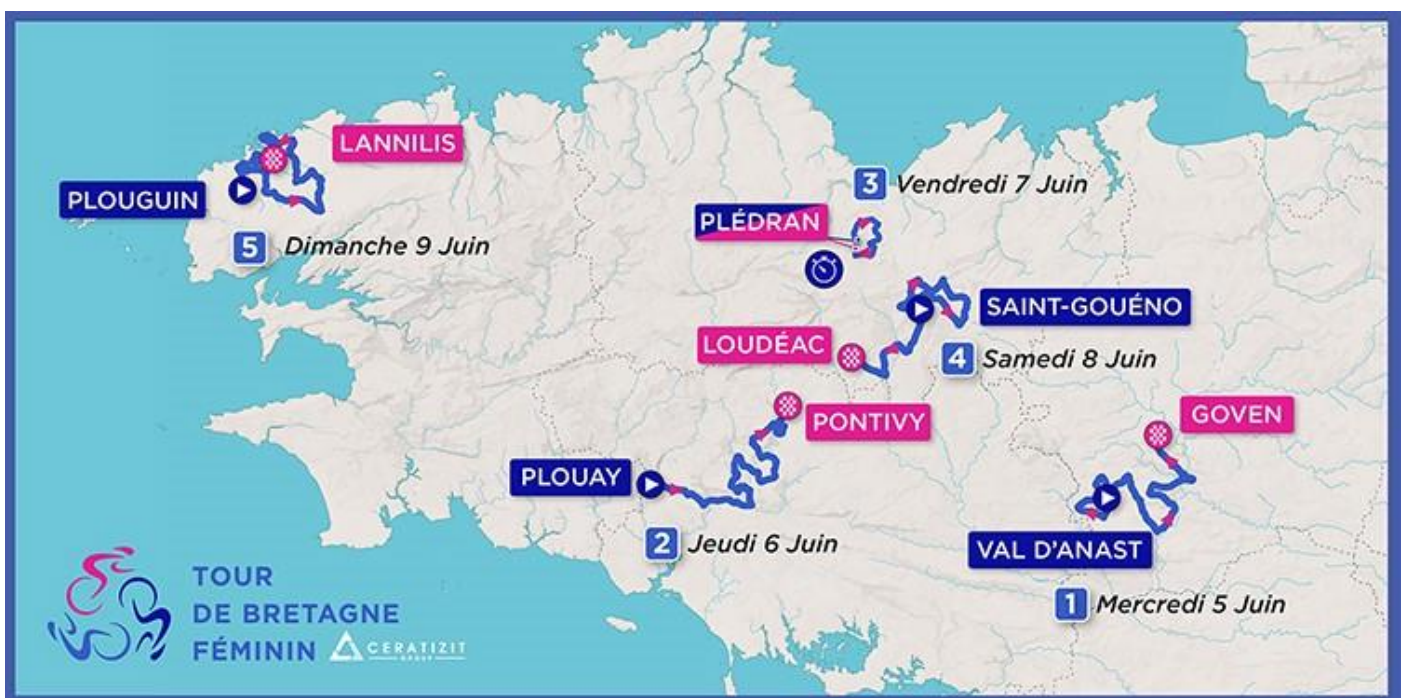 LANNILIS
PLOUGUIN
5 Dimanche 9 Juin
3 Vendredi 7 Juin
PLÉDRAN
SAINT-GOUÉNO
LOUDÉAC
4 Samedi 8 Juin
PONTIVY
GOVEN
PLOUAY
2 Jeudi 6 Juin
VAL D'ANAST
1 Mercredi 5 Juin
TOUR
DE BRETAGNE
FÉMININ
CERATIZIT
GROUP